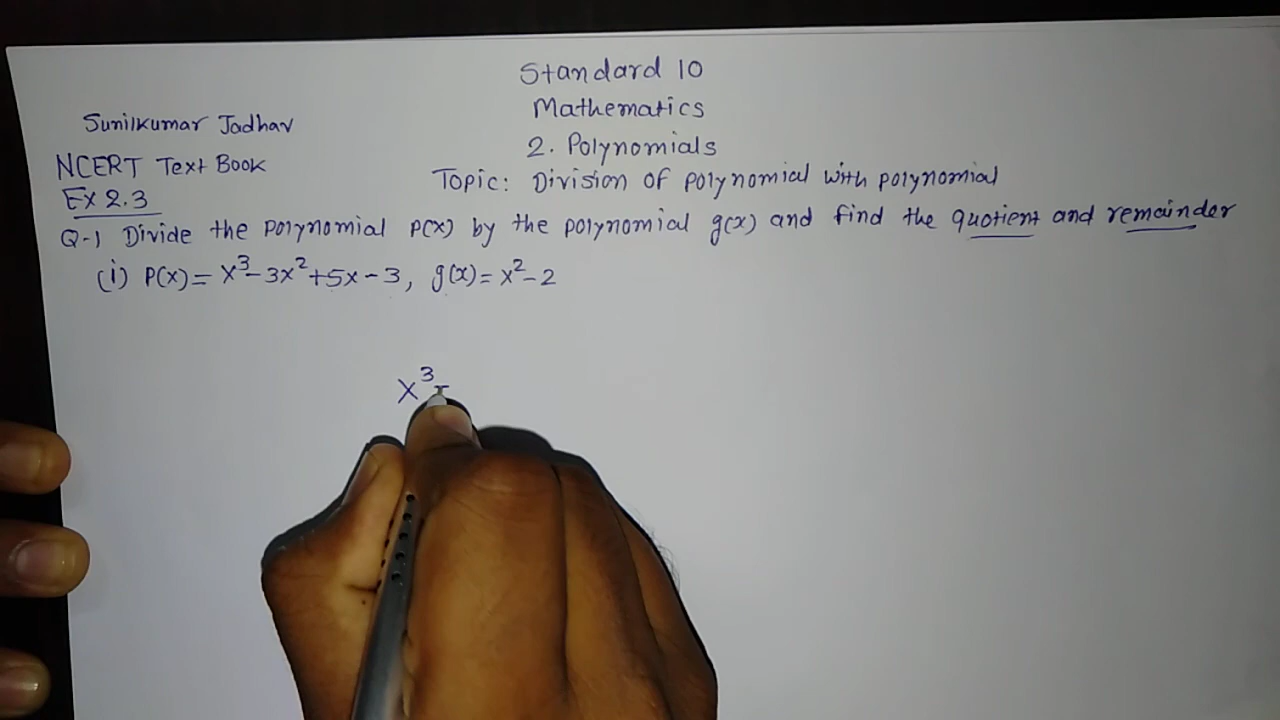 Standard 10
Mathematics
Sunilkumar Jadhav
2. Polynomials
NCERT Text Book
Topic: Division of polynomial with polynomial
Ex 2.3
Q-1 Divide the polynomial P(x) by the polynomial g(x) and find the quotient and remainder
(i) P(x) = x³ - 3x² + 5x - 3, g(x) = x² - 2
x³ -